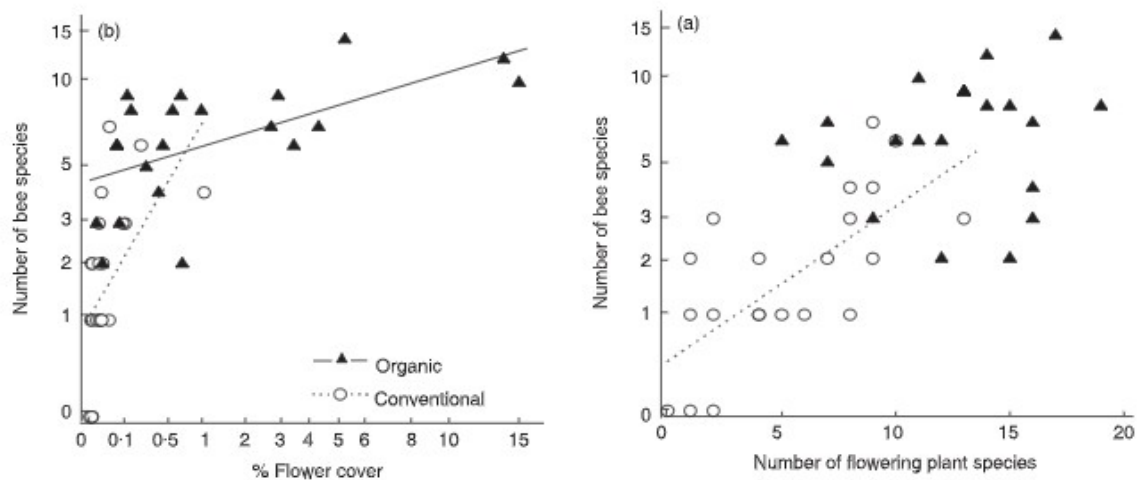 (b)
Number of bee species
15
10
5
3
2
1
0
Organic
Conventional
0 0·1 0·5 1 2 3 4 5 6 8 10 15
% Flower cover
(a)
Number of bee species
15
10
5
3
2
1
0
0 5 10 15 20
Number of flowering plant species